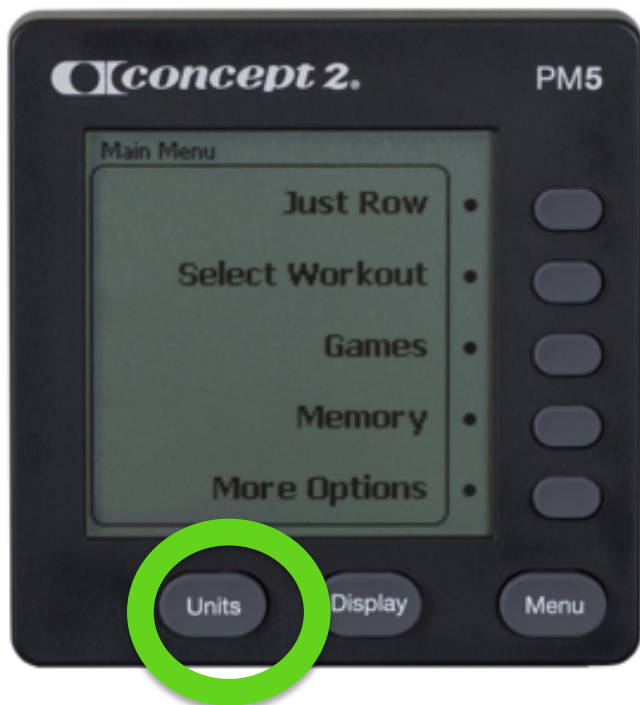 concept 2. PM5
Main Menu
Just Row
Select Workout
Games
Memory
More Options
Units Display Menu